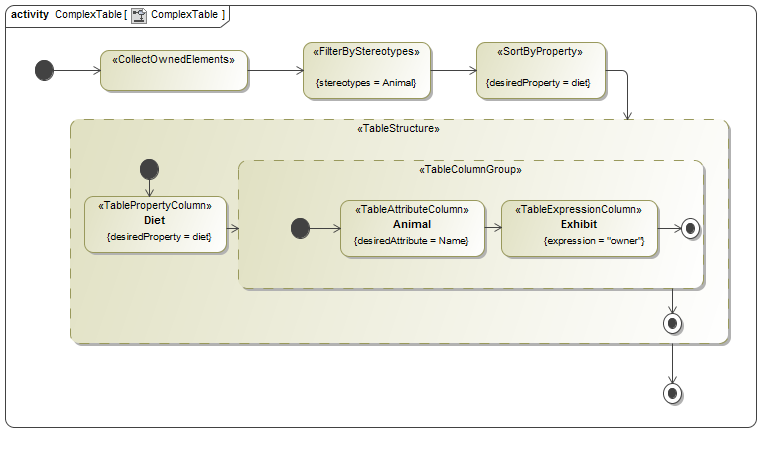 activity ComplexTable [ ComplexTable ]
«CollectOwnedElements»
«FilterByStereotypes»
{stereotypes = Animal}
«SortByProperty»
{desiredProperty = diet}
«TableStructure»
«TablePropertyColumn»
Diet
{desiredProperty = diet}
«TableColumnGroup»
«TableAttributeColumn»
Animal
{desiredAttribute = Name}
«TableExpressionColumn»
Exhibit
{expression = "owner"}